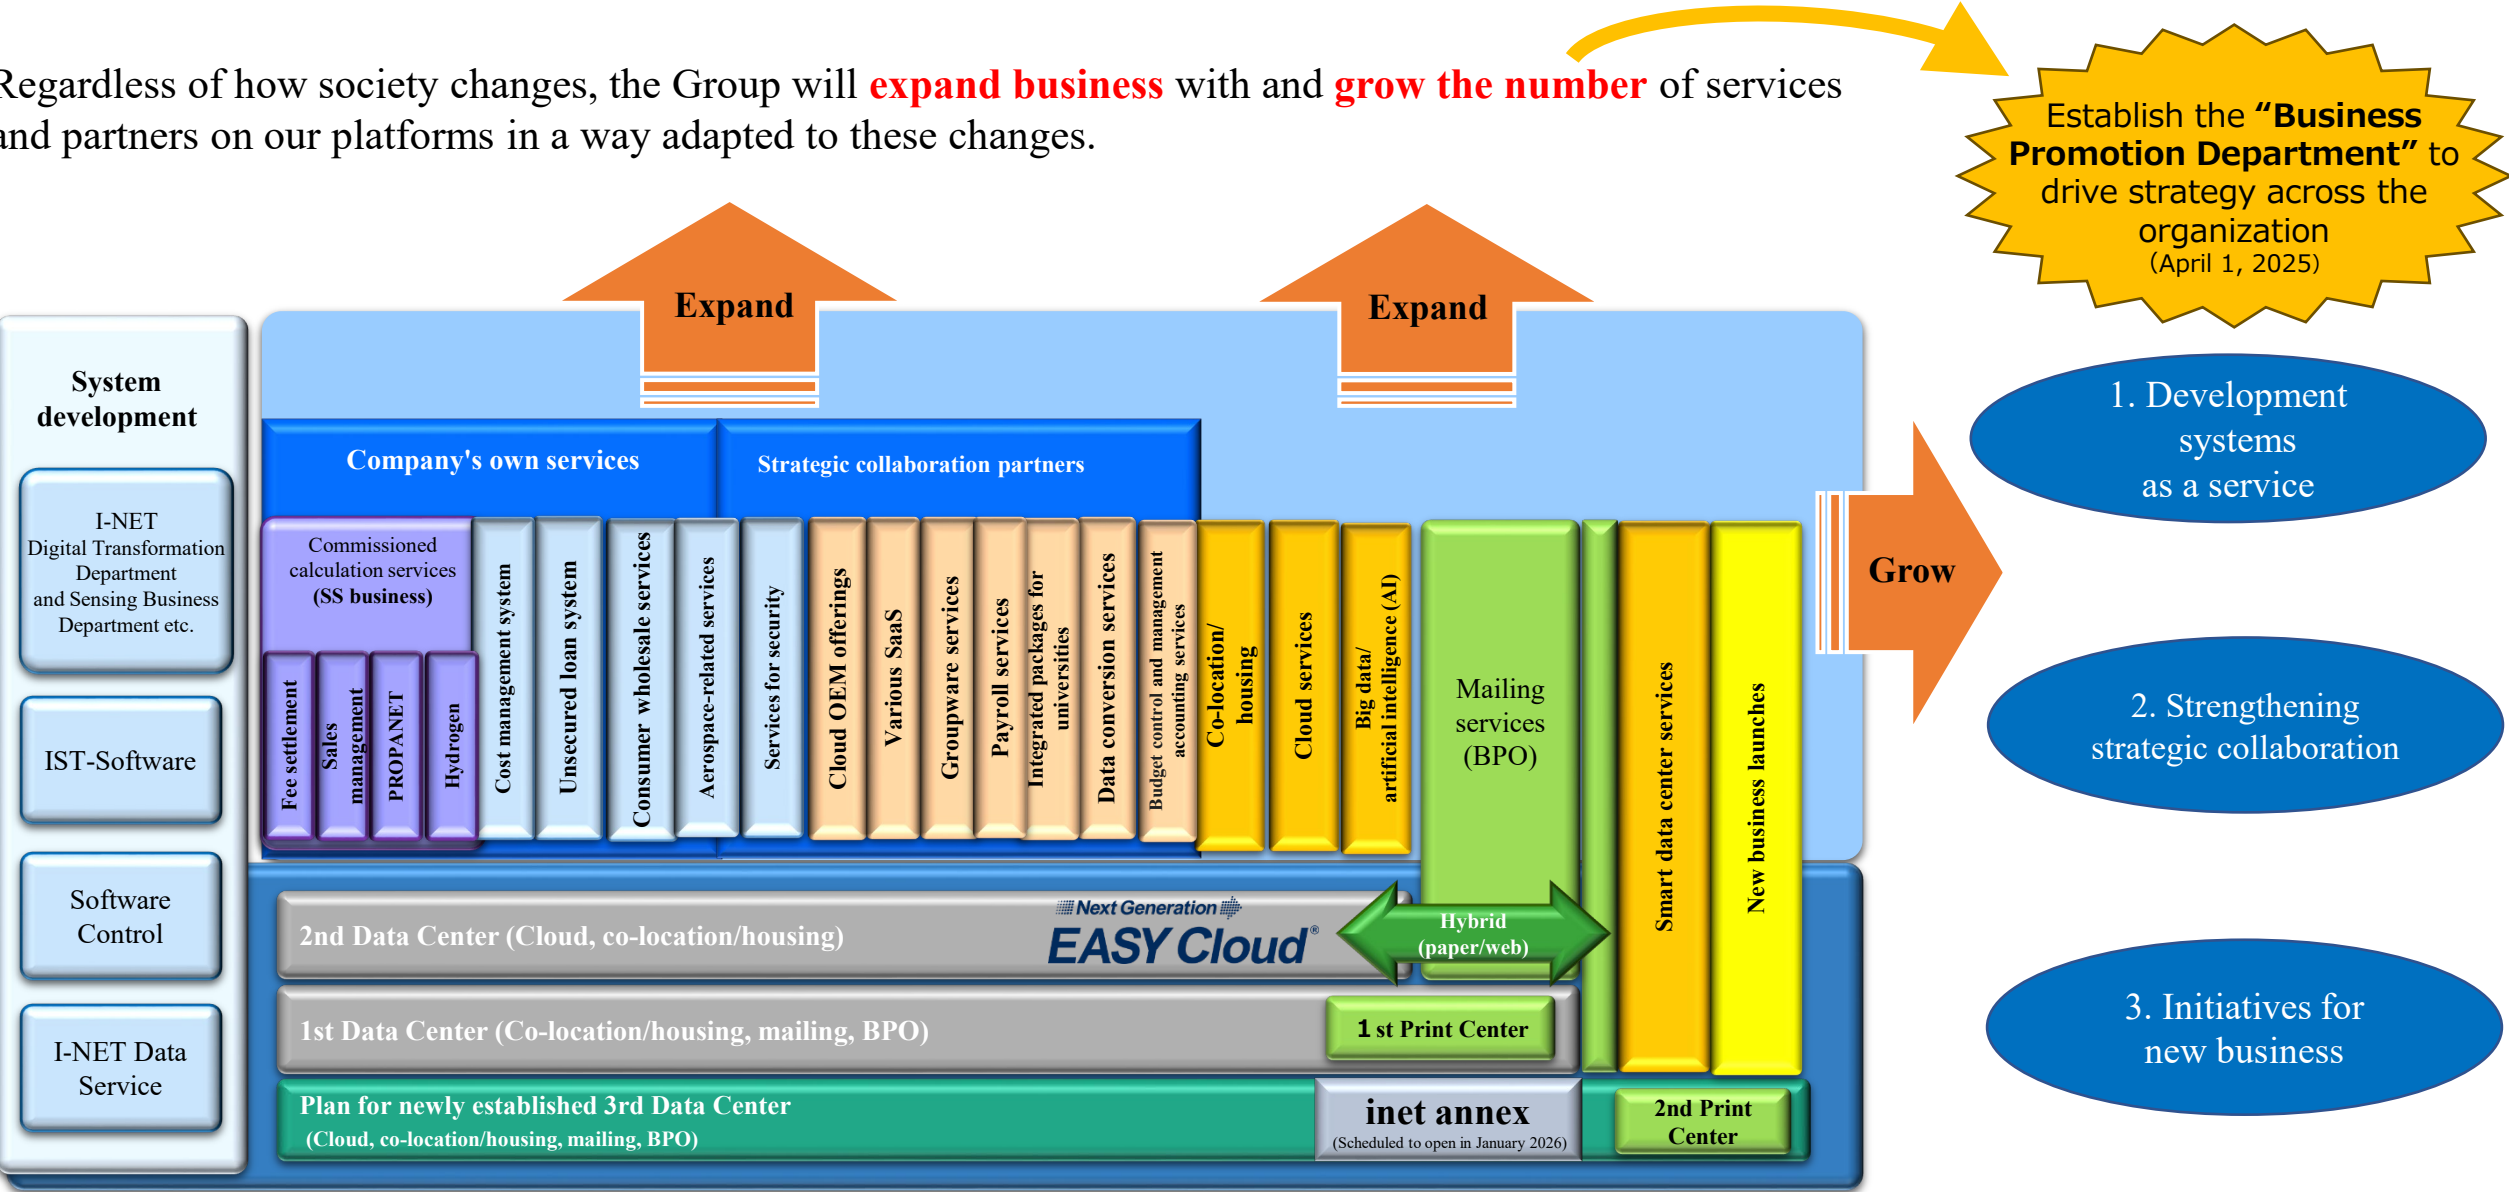 Regardless of how society changes, the Group will expand business with and grow the number of services
and partners on our platforms in a way adapted to these changes.
Establish the “Business
Promotion Department” to
drive strategy across the
organization
(April 1, 2025)
Expand
Expand
System
development
I-NET
Digital Transformation
Department
and Sensing Business
Department etc.
IST-Software
Software
Control
I-NET Data
Service
Company's own services
Strategic collaboration partners
Commissioned
calculation services
(SS business)
Fee settlement
Sales
management
PROPANET
Hydrogen
Cost management system
Unsecured loan system
Consumer wholesale services
Aerospace-related services
Services for security
Cloud OEM offerings
Various SaaS
Groupware services
Payroll services
Integrated packages for
universities
Data conversion services
Budget control and management
accounting services
Co-location/
housing
Cloud services
Big data/
artificial intelligence (AI)
Mailing
services
(BPO)
Smart data center services
New business launches
Grow
1. Development
systems
as a service
2. Strengthening
strategic collaboration
3. Initiatives for
new business
2nd Data Center (Cloud, co-location/housing)
Next Generation
EASY Cloud®
Hybrid
(paper/web)
1st Data Center (Co-location/housing, mailing, BPO)
1 st Print Center
Plan for newly established 3rd Data Center
(Cloud, co-location/housing, mailing, BPO)
inet annex
(Scheduled to open in January 2026)
2nd Print
Center